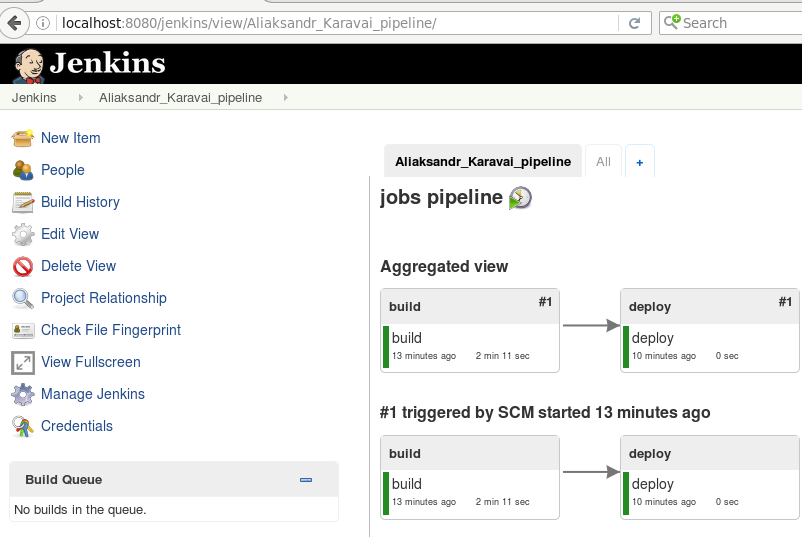 localhost:8080/jenkins/view/Aliaksandr_Karavai_pipeline/
Search
Jenkins
Jenkins Aliaksandr_Karavai_pipeline
New Item
People
Build History
Edit View
Delete View
Project Relationship
Check File Fingerprint
View Fullscreen
Manage Jenkins
Credentials
Build Queue
No builds in the queue.
Aliaksandr_Karavai_pipeline All +
jobs pipeline
Aggregated view
build #1
build
13 minutes ago 2 min 11 sec
deploy #1
deploy
10 minutes ago 0 sec
#1 triggered by SCM started 13 minutes ago
build
build
13 minutes ago 2 min 11 sec
deploy
deploy
10 minutes ago 0 sec